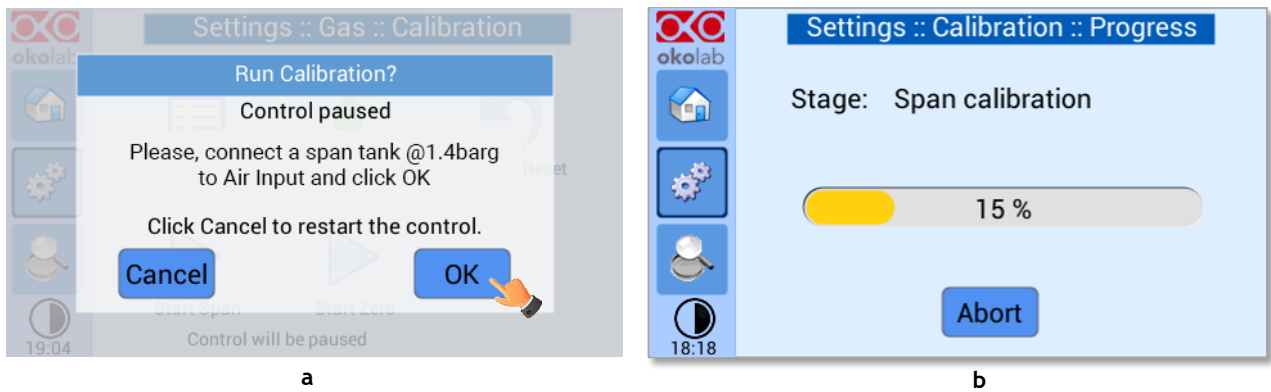 okolab
Settings :: Gas :: Calibration
Run Calibration?
Control paused
Please, connect a span tank @1.4barg
to Air Input and click OK
Reset
Click Cancel to restart the control.
Cancel
OK
Start Span
Start Zero
Control will be paused
19:04
a
okolab
Settings :: Calibration :: Progress
Stage: Span calibration
15 %
Abort
18:18
b